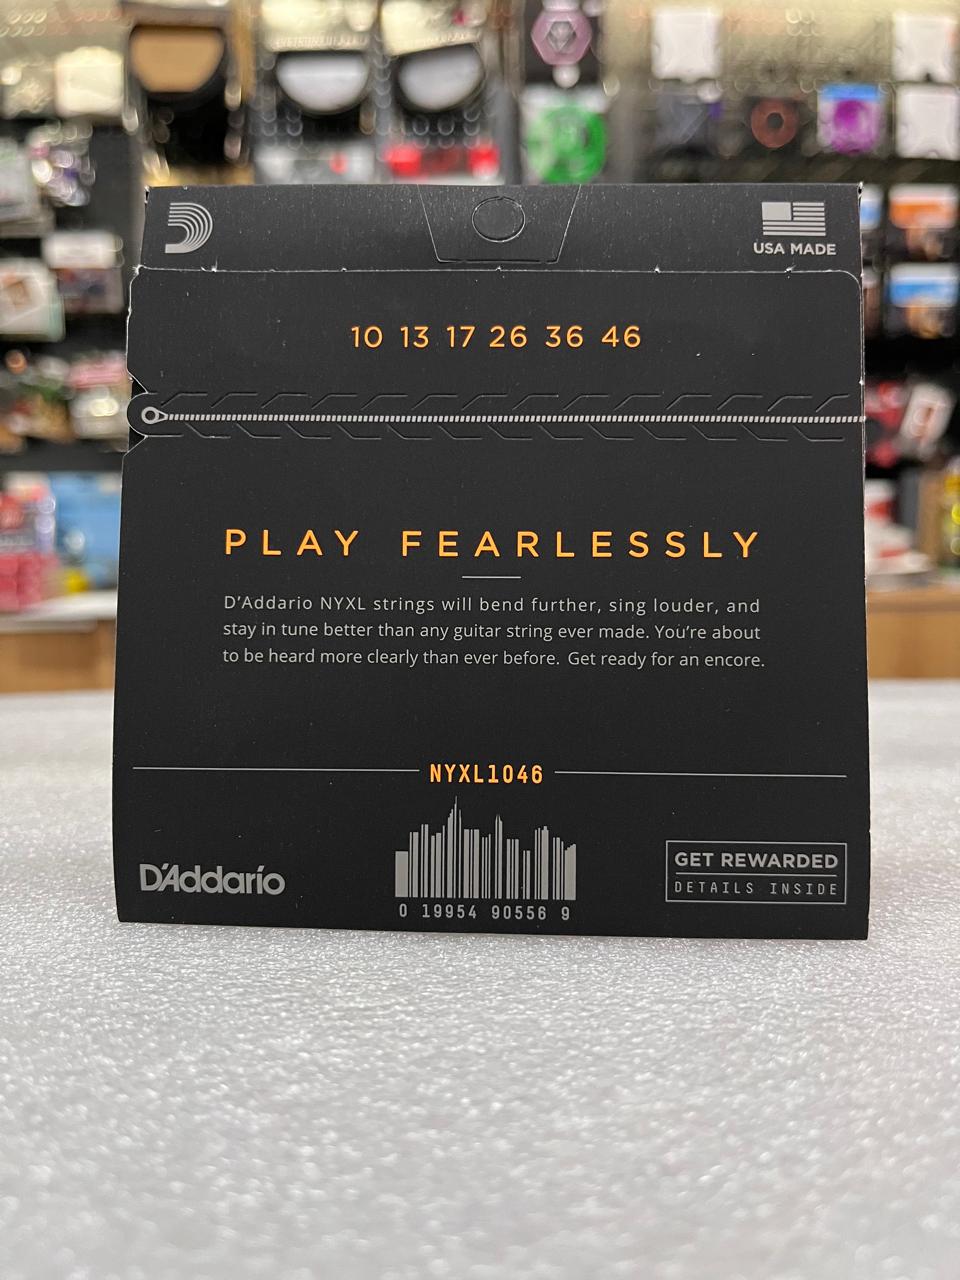 USA MADE
10 13 17 26 36 46
PLAY FEARLESSLY
D'Addario NYXL strings will bend further, sing louder, and
stay in tune better than any guitar string ever made. You're about
to be heard more clearly than ever before. Get ready for an encore.
NYXL1046
D'Addario
0 19954 90556 9
GET REWARDED
DETAILS INSIDE